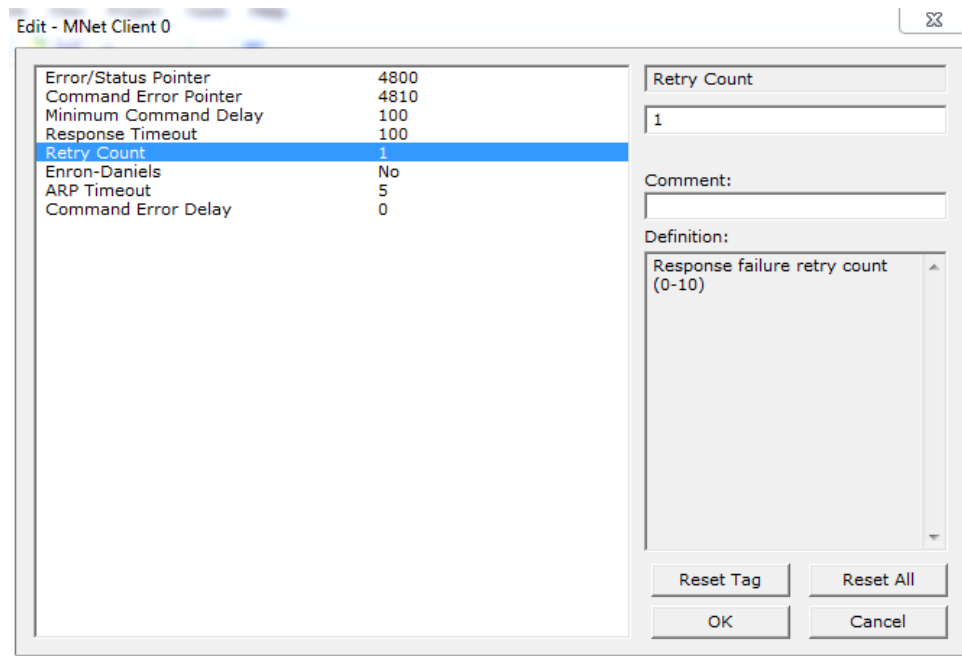 Edit - MNet Client 0
Error/Status Pointer 4800
Command Error Pointer 4810
Minimum Command Delay 100
Response Timeout 100
Retry Count 1
Enron-Daniels No
ARP Timeout 5
Command Error Delay 0
Retry Count
1
Comment:
Definition:
Response failure retry count
(0-10)
Reset Tag Reset All
OK Cancel